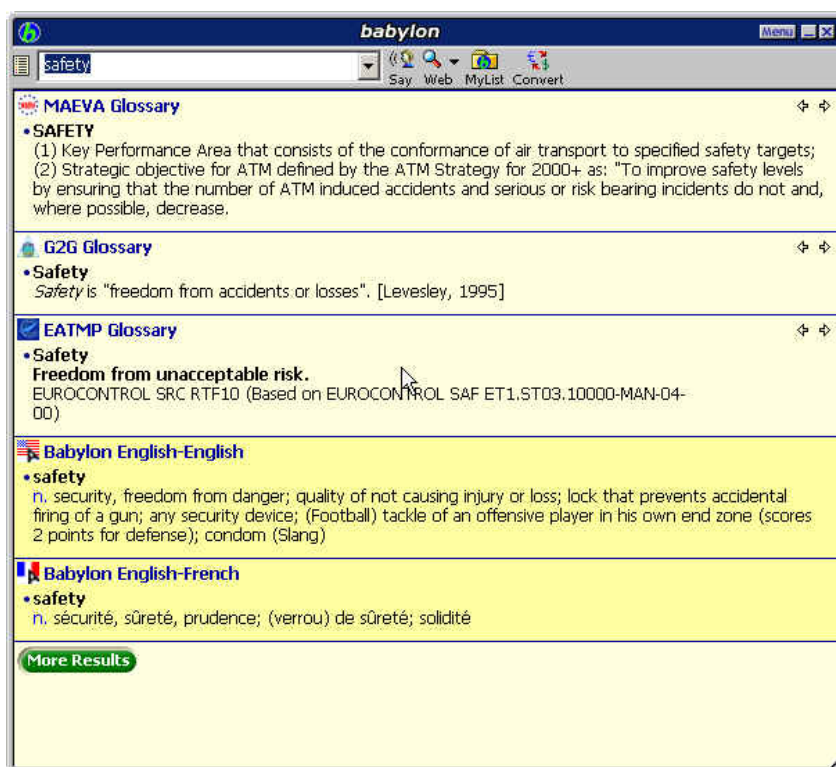 babylon
Menu
safety
Say Web MyList Convert
MAEVA Glossary
•SAFETY
(1) Key Performance Area that consists of the conformance of air transport to specified safety targets;
(2) Strategic objective for ATM defined by the ATM Strategy for 2000+ as: "To improve safety levels
by ensuring that the number of ATM induced accidents and serious or risk bearing incidents do not and,
where possible, decrease.
G2G Glossary
•Safety
Safety is "freedom from accidents or losses". [Levesley, 1995]
EATMP Glossary
•Safety
Freedom from unacceptable risk.
EUROCONTROL SRC RTF10 (Based on EUROCONTROL SAF ET1.ST03.10000-MAN-04-
00)
Babylon English-English
•safety
n. security, freedom from danger; quality of not causing injury or loss; lock that prevents accidental
firing of a gun; any security device; (Football) tackle of an offensive player in his own end zone (scores
2 points for defense); condom (Slang)
Babylon English-French
•safety
n. sécurité, sûreté, prudence; (verrou) de sûreté; solidité
More Results